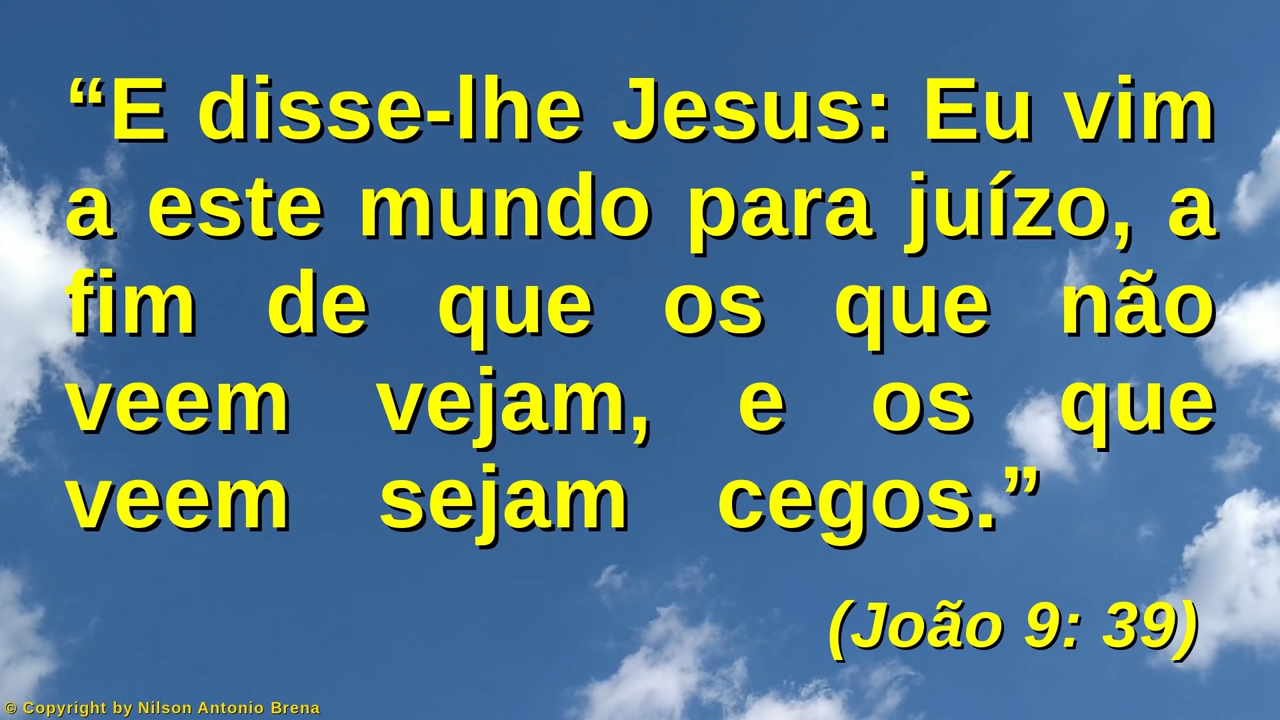 “E disse-lhe Jesus: Eu vim
a este mundo para juízo, a
fim de que os que não
veem vejam, e os que
veem sejam cegos.”
(João 9: 39)
© Copyright by Nilson Antonio Brena